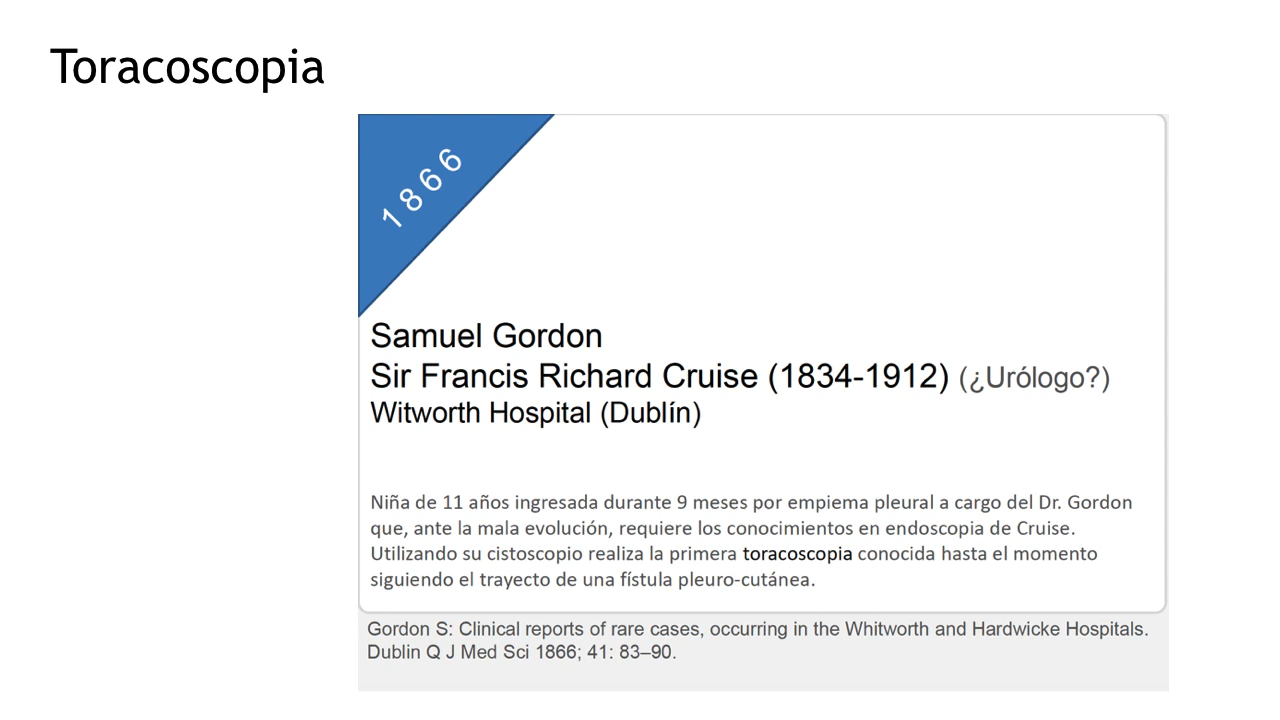 Toracoscopia
1866
Samuel Gordon
Sir Francis Richard Cruise (1834-1912) (¿Urólogo?)
Witworth Hospital (Dublín)
Niña de 11 años ingresada durante 9 meses por empiema pleural a cargo del Dr. Gordon
que, ante la mala evolución, requiere los conocimientos en endoscopia de Cruise.
Utilizando su cistoscopio realiza la primera toracoscopia conocida hasta el momento
siguiendo el trayecto de una fístula pleuro-cutánea.
Gordon S: Clinical reports of rare cases, occurring in the Whitworth and Hardwicke Hospitals.
Dublin Q J Med Sci 1866; 41: 83–90.